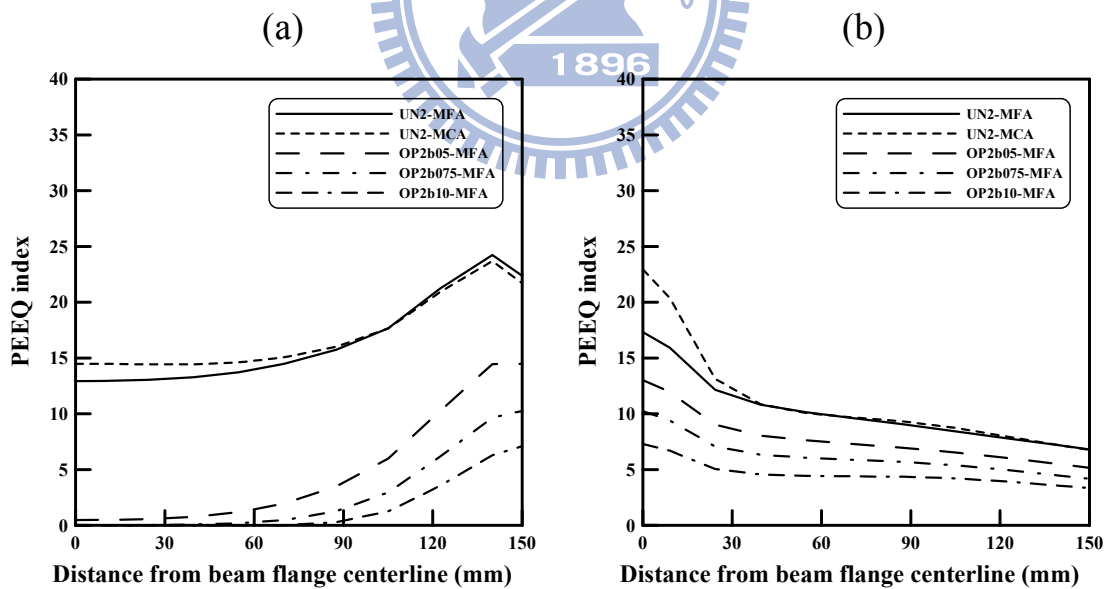 (a)
(b)
1896
40
35
30
25
20
15
10
5
0
PEEQ index
0 30 60 90 120 150
Distance from beam flange centerline (mm)
UN2-MFA
UN2-MCA
OP2b05-MFA
OP2b075-MFA
OP2b10-MFA
40
35
30
25
20
15
10
5
0
PEEQ index
0 30 60 90 120 150
Distance from beam flange centerline (mm)
UN2-MFA
UN2-MCA
OP2b05-MFA
OP2b075-MFA
OP2b10-MFA